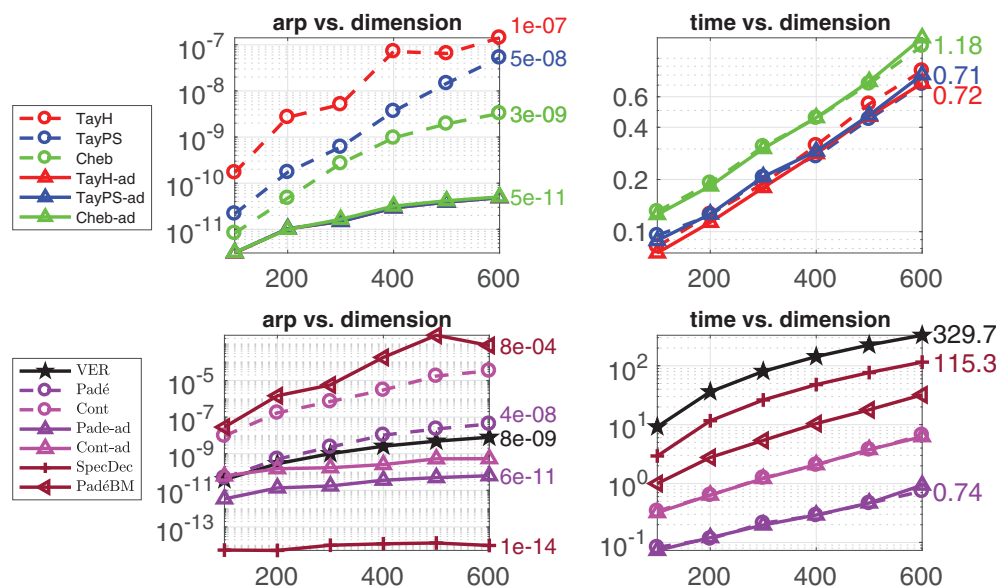 arp vs. dimension
time vs. dimension
TayH
TayPS
Cheb
TayH-ad
TayPS-ad
Cheb-ad
10^-7
10^-8
10^-9
10^-10
10^-11
200
400
600
1e-07
5e-08
3e-09
5e-11
0.6
0.4
0.2
0.1
200
400
600
1.18
0.71
0.72
arp vs. dimension
time vs. dimension
VER
Padé
Cont
Pade-ad
Cont-ad
SpecDec
PadéBM
10^-5
10^-7
10^-9
10^-11
10^-13
200
400
600
8e-04
4e-08
8e-09
6e-11
1e-14
10^2
10^1
10^0
10^-1
200
400
600
329.7
115.3
0.74